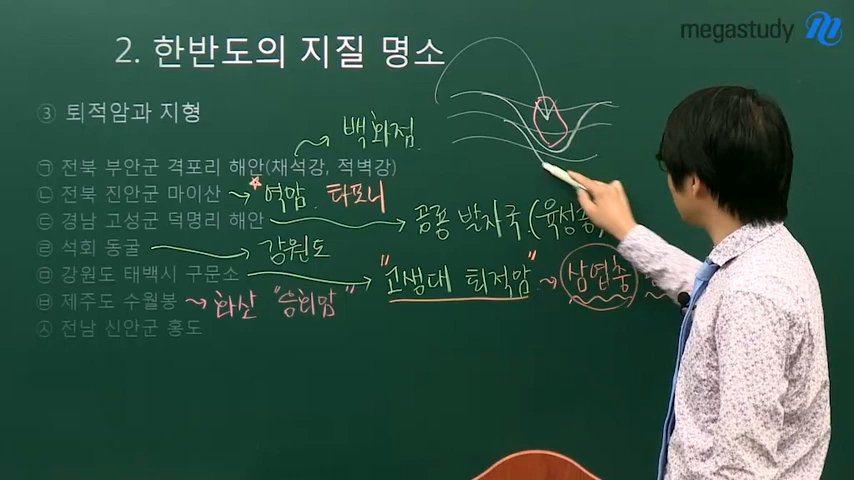 megastudy
2. 한반도의 지질 명소
③ 퇴적암과 지형
백화점.
㉠ 전북 부안군 격포리 해안(채석강, 적벽강)
㉡ 전북 진안군 마이산 → * 역암 타포니
㉢ 경남 고성군 덕명리 해안 → 공룡 발자국.(육성층
㉣ 석회 동굴 → 강원도
㉤ 강원도 태백시 구문소 → "고생대 퇴적암" → 삼엽충
㉥ 제주도 수월봉 → 화산 "응회암"
㉦ 전남 신안군 홍도